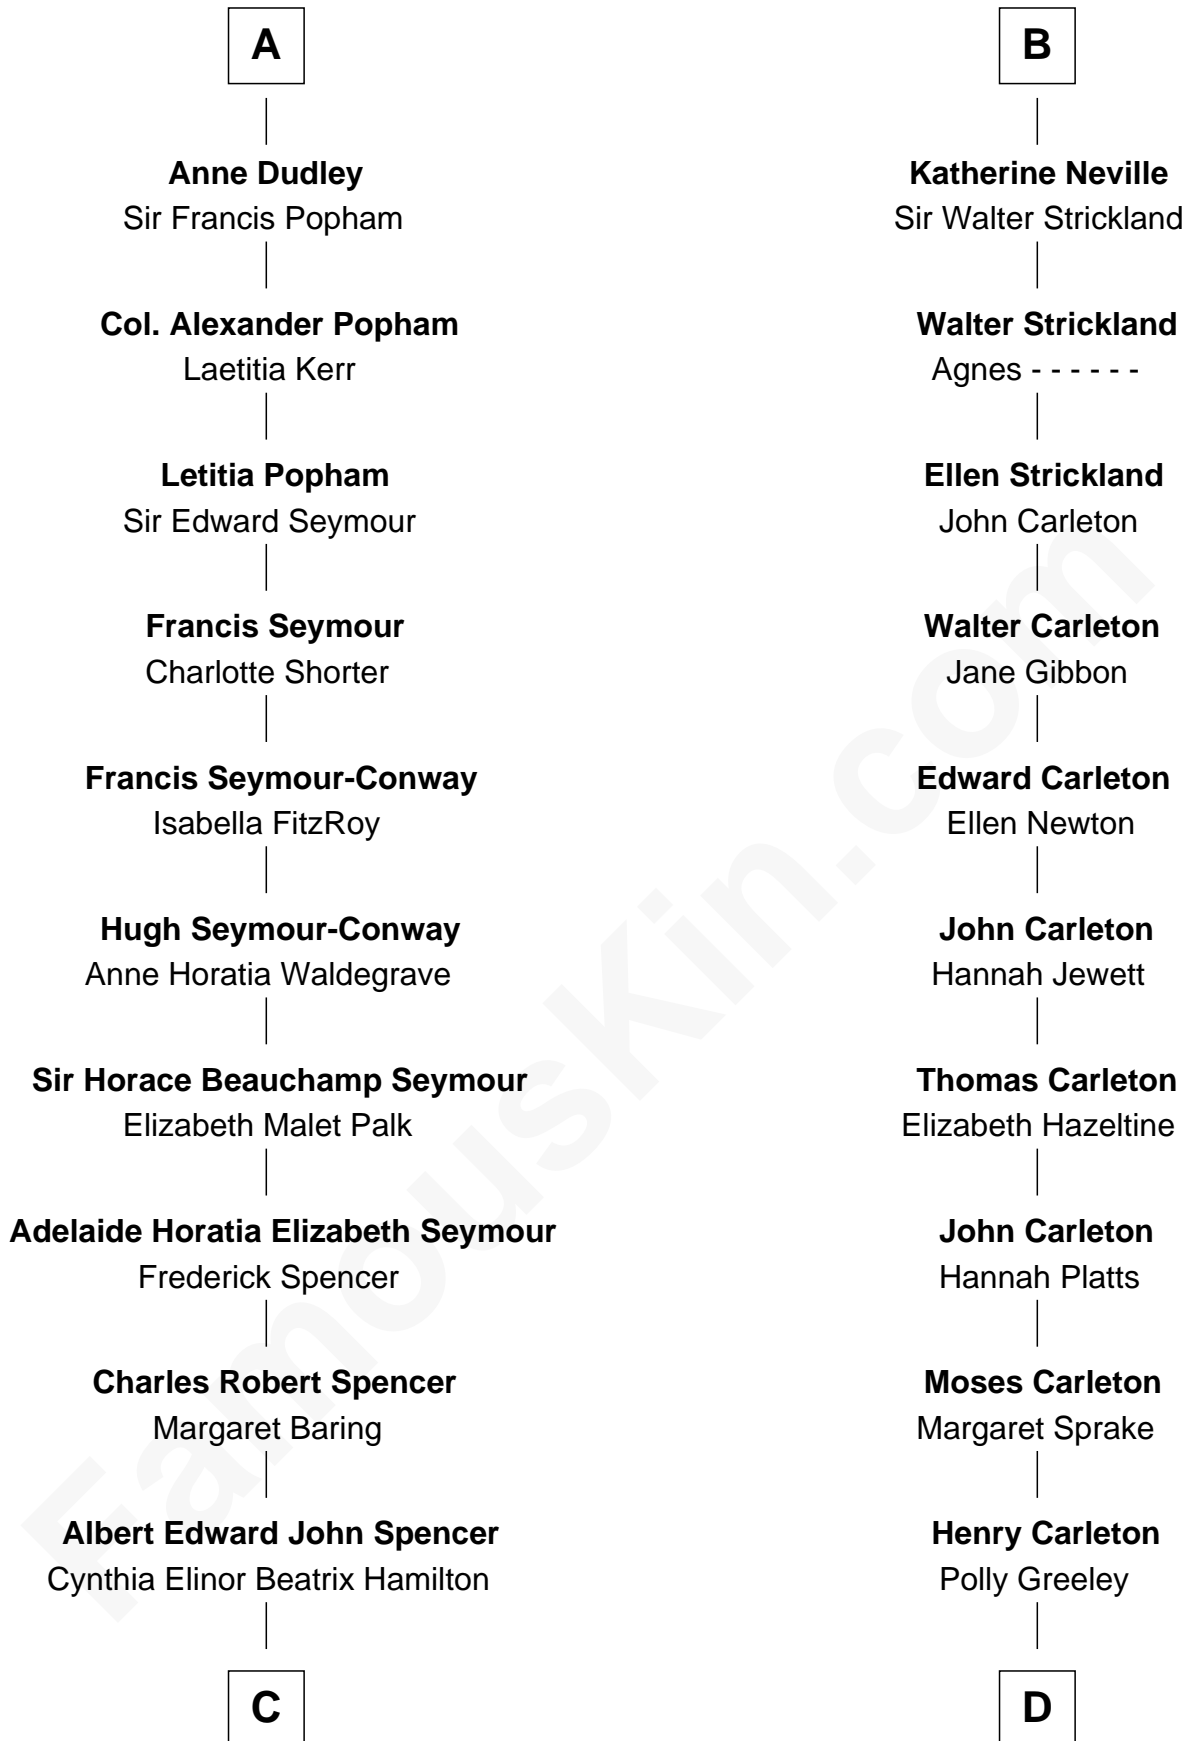 A
Anne Dudley
Sir Francis Popham
Col. Alexander Popham
Laetitia Kerr
Letitia Popham
Sir Edward Seymour
Francis Seymour
Charlotte Shorter
Francis Seymour-Conway
Isabella FitzRoy
Hugh Seymour-Conway
Anne Horatia Waldegrave
Sir Horace Beauchamp Seymour
Elizabeth Malet Palk
Adelaide Horatia Elizabeth Seymour
Frederick Spencer
Charles Robert Spencer
Margaret Baring
Albert Edward John Spencer
Cynthia Elinor Beatrix Hamilton
C
B
Katherine Neville
Sir Walter Strickland
Walter Strickland
Agnes - - - - - -
Ellen Strickland
John Carleton
Walter Carleton
Jane Gibbon
Edward Carleton
Ellen Newton
John Carleton
Hannah Jewett
Thomas Carleton
Elizabeth Hazeltine
John Carleton
Hannah Platts
Moses Carleton
Margaret Sprake
Henry Carleton
Polly Greeley
D
FamousKin.com